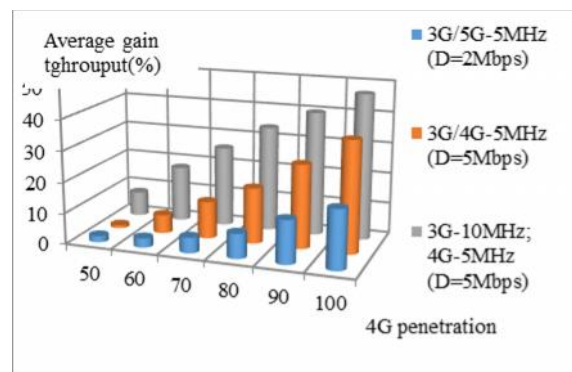 Average gain
tghrouput(%)
50
40
30
20
10
0
50
60
70
80
90
100
4G penetration
3G/5G-5MHz
(D=2Mbps)
3G/4G-5MHz
(D=5Mbps)
3G-10MHz;
4G-5MHz
(D=5Mbps)